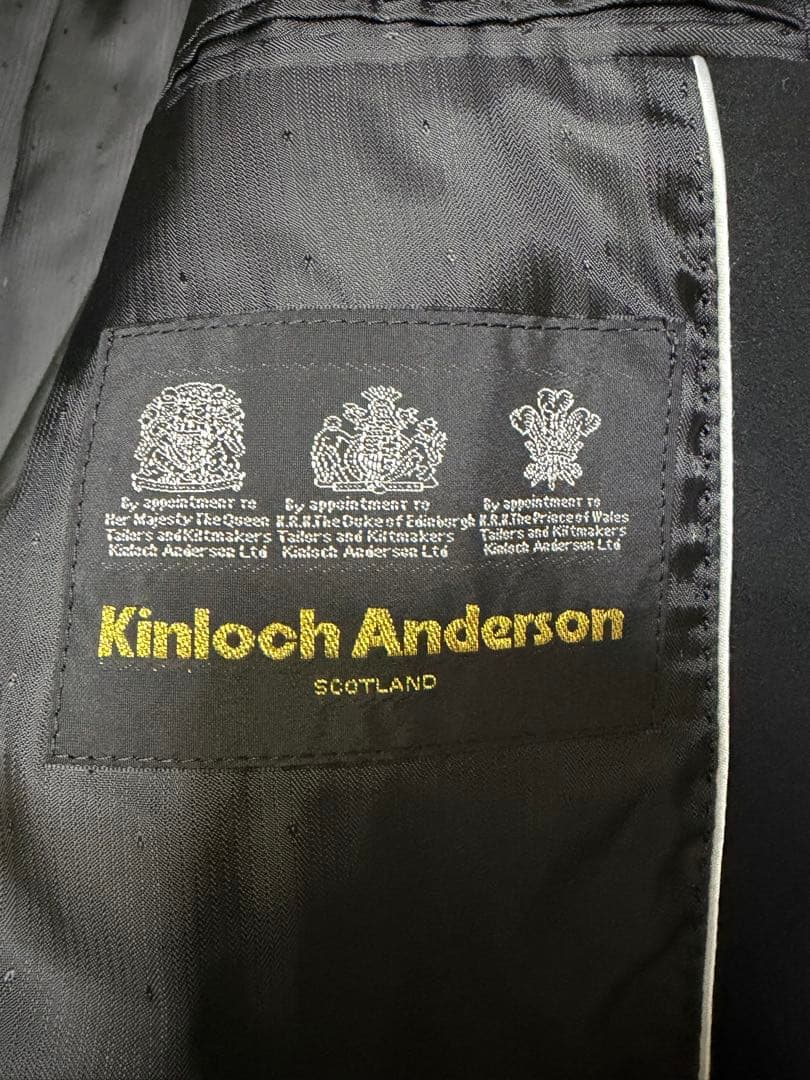 By appointment to
Her Majesty The Queen
Tailors and Kiltmakers
Kinloch Anderson Ltd
By appointment to
H.R.H. The Duke of Edinburgh
Tailors and Kiltmakers
Kinloch Anderson Ltd
By appointment to
H.R.H. The Prince of Wales
Tailors and Kiltmakers
Kinloch Anderson Ltd
Kinloch Anderson
SCOTLAND